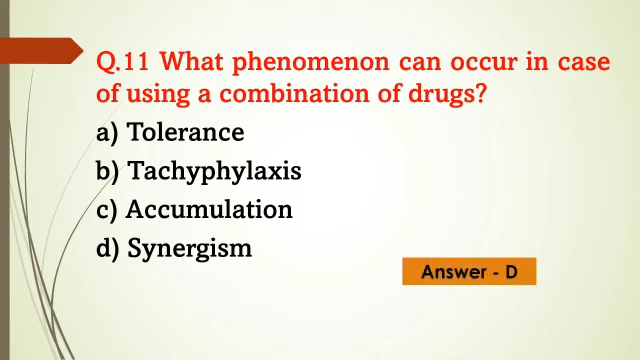 Q.11 What phenomenon can occur in case
of using a combination of drugs?
a) Tolerance
b) Tachyphylaxis
c) Accumulation
d) Synergism
Answer - D